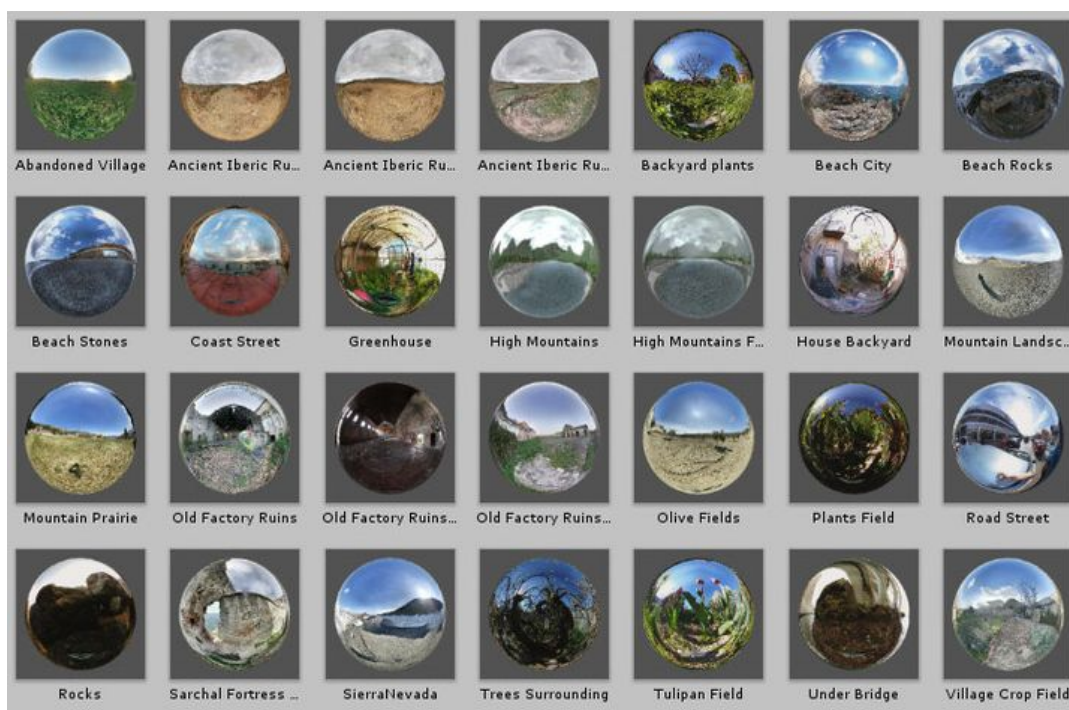 Abandoned Village
Ancient Iberic Ru...
Ancient Iberic Ru...
Ancient Iberic Ru...
Backyard plants
Beach City
Beach Rocks
Beach Stones
Coast Street
Greenhouse
High Mountains
High Mountains F...
House Backyard
Mountain Landsc...
Mountain Prairie
Old Factory Ruins
Old Factory Ruins...
Old Factory Ruins...
Olive Fields
Plants Field
Road Street
Rocks
Sarchal Fortress ...
SierraNevada
Trees Surrounding
Tulipan Field
Under Bridge
Village Crop Field